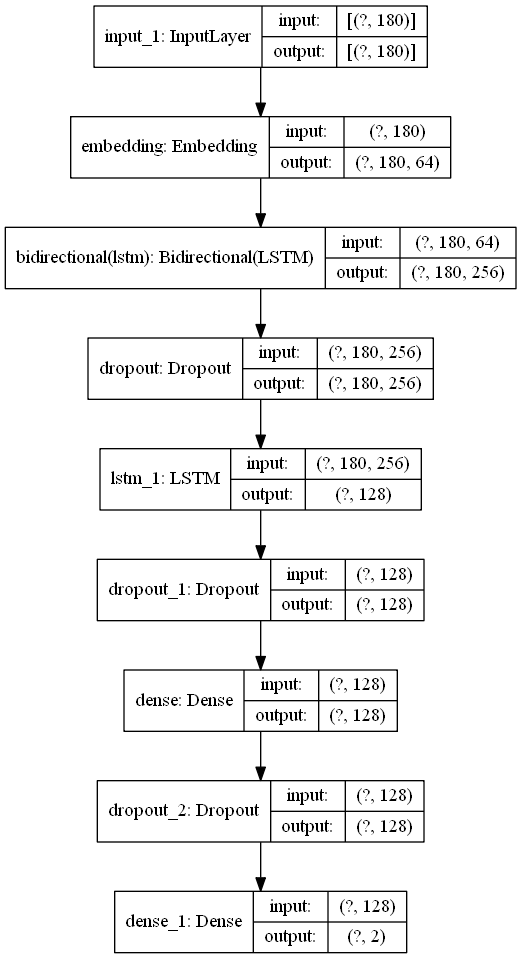 input_1: InputLayer
input: [(?, 180)]
output: [(?, 180)]
embedding: Embedding
input: (?, 180)
output: (?, 180, 64)
bidirectional(lstm): Bidirectional(LSTM)
input: (?, 180, 64)
output: (?, 180, 256)
dropout: Dropout
input: (?, 180, 256)
output: (?, 180, 256)
lstm_1: LSTM
input: (?, 180, 256)
output: (?, 128)
dropout_1: Dropout
input: (?, 128)
output: (?, 128)
dense: Dense
input: (?, 128)
output: (?, 128)
dropout_2: Dropout
input: (?, 128)
output: (?, 128)
dense_1: Dense
input: (?, 128)
output: (?, 2)